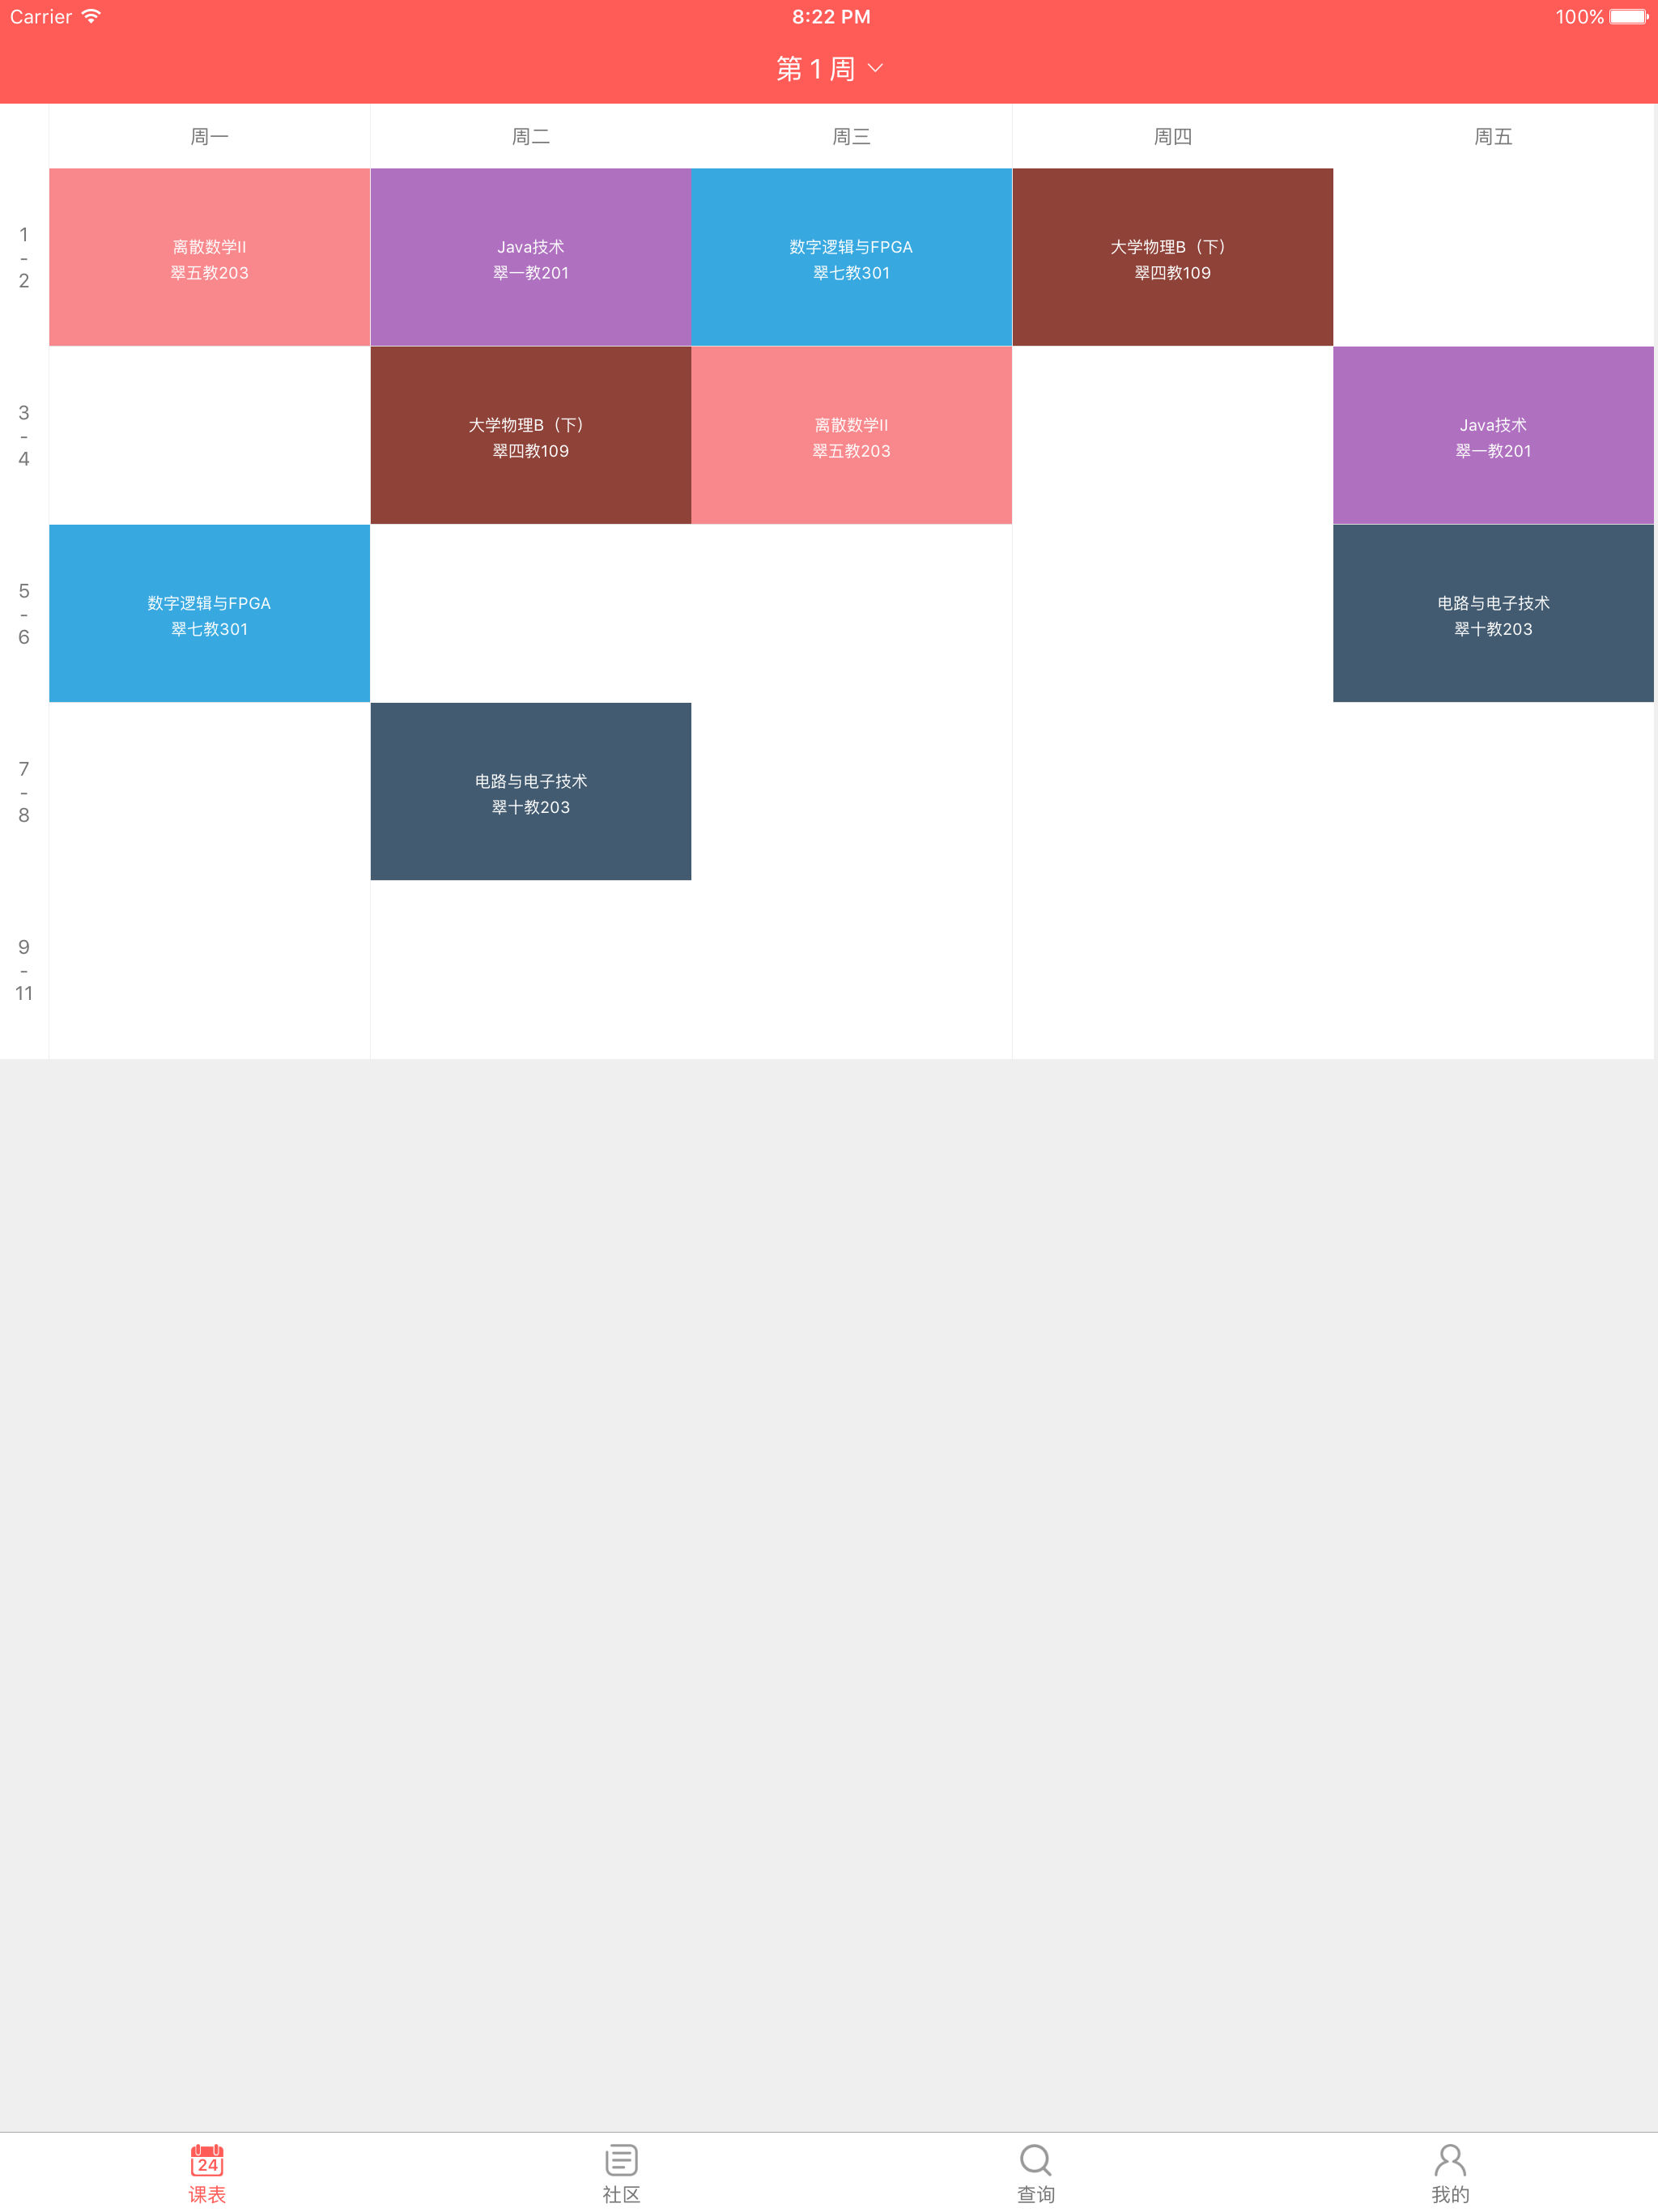 Carrier 8:22 PM 100%
第 1 周
周一 周二 周三 周四 周五
1
-
2
离散数学II
翠五教203
Java技术
翠一教201
数字逻辑与FPGA
翠七教301
大学物理B（下）
翠四教109
3
-
4
大学物理B（下）
翠四教109
离散数学II
翠五教203
Java技术
翠一教201
5
-
6
数字逻辑与FPGA
翠七教301
电路与电子技术
翠十教203
7
-
8
电路与电子技术
翠十教203
9
-
11
24
课表 社区 查询 我的